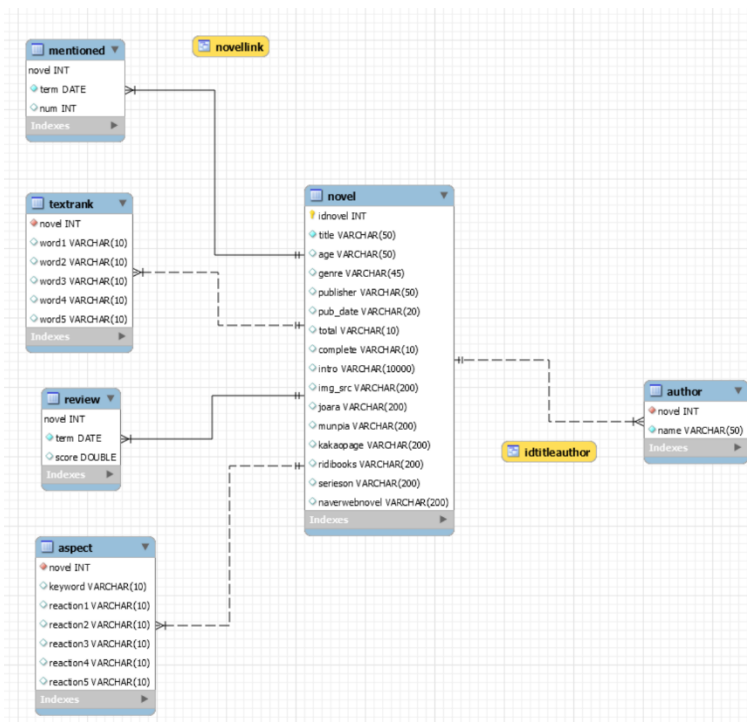 mentioned
novel INT
term DATE
num INT
Indexes
novellink
textrank
novel INT
word1 VARCHAR(10)
word2 VARCHAR(10)
word3 VARCHAR(10)
word4 VARCHAR(10)
word5 VARCHAR(10)
Indexes
review
novel INT
term DATE
score DOUBLE
Indexes
aspect
novel INT
keyword VARCHAR(10)
reaction1 VARCHAR(10)
reaction2 VARCHAR(10)
reaction3 VARCHAR(10)
reaction4 VARCHAR(10)
reaction5 VARCHAR(10)
Indexes
novel
idnovel INT
title VARCHAR(50)
age VARCHAR(50)
genre VARCHAR(45)
publisher VARCHAR(50)
pub_date VARCHAR(20)
total VARCHAR(10)
complete VARCHAR(10)
intro VARCHAR(10000)
img_src VARCHAR(200)
joara VARCHAR(200)
munpia VARCHAR(200)
kakaopage VARCHAR(200)
ridibooks VARCHAR(200)
serieson VARCHAR(200)
naverwebnovel VARCHAR(200)
Indexes
idtitleauthor
author
novel INT
name VARCHAR(50)
Indexes